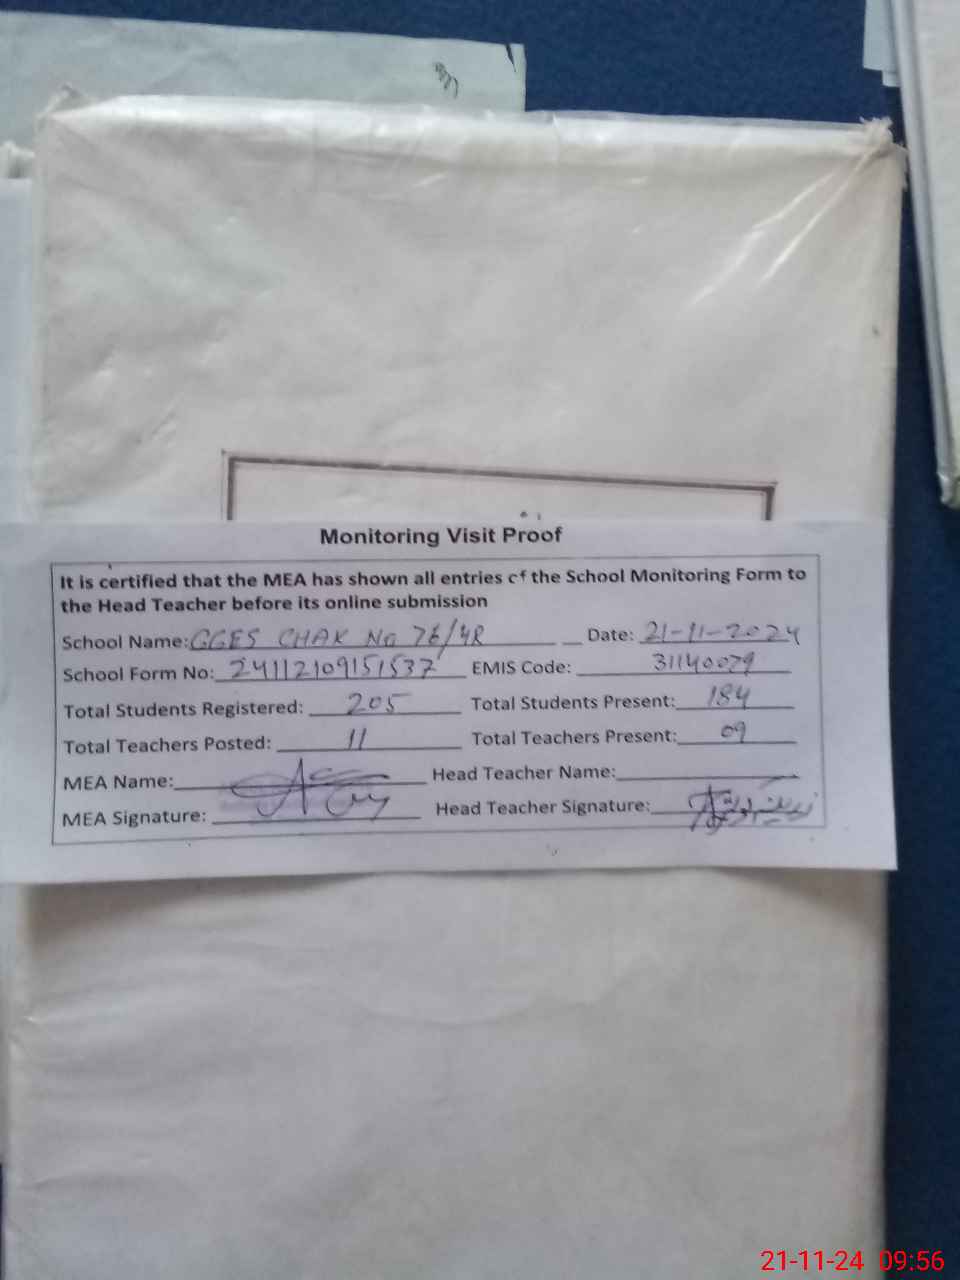 Monitoring Visit Proof
It is certified that the MEA has shown all entries of the School Monitoring Form to
the Head Teacher before its online submission
School Name: GGES CHAK No 76/4R Date: 21-11-2024
School Form No: 24112109151537 EMIS Code: 31140079
Total Students Registered: 205 Total Students Present: 184
Total Teachers Posted: 11 Total Teachers Present: 09
MEA Name: Head Teacher Name:
MEA Signature: Head Teacher Signature:
21-11-24 09:56